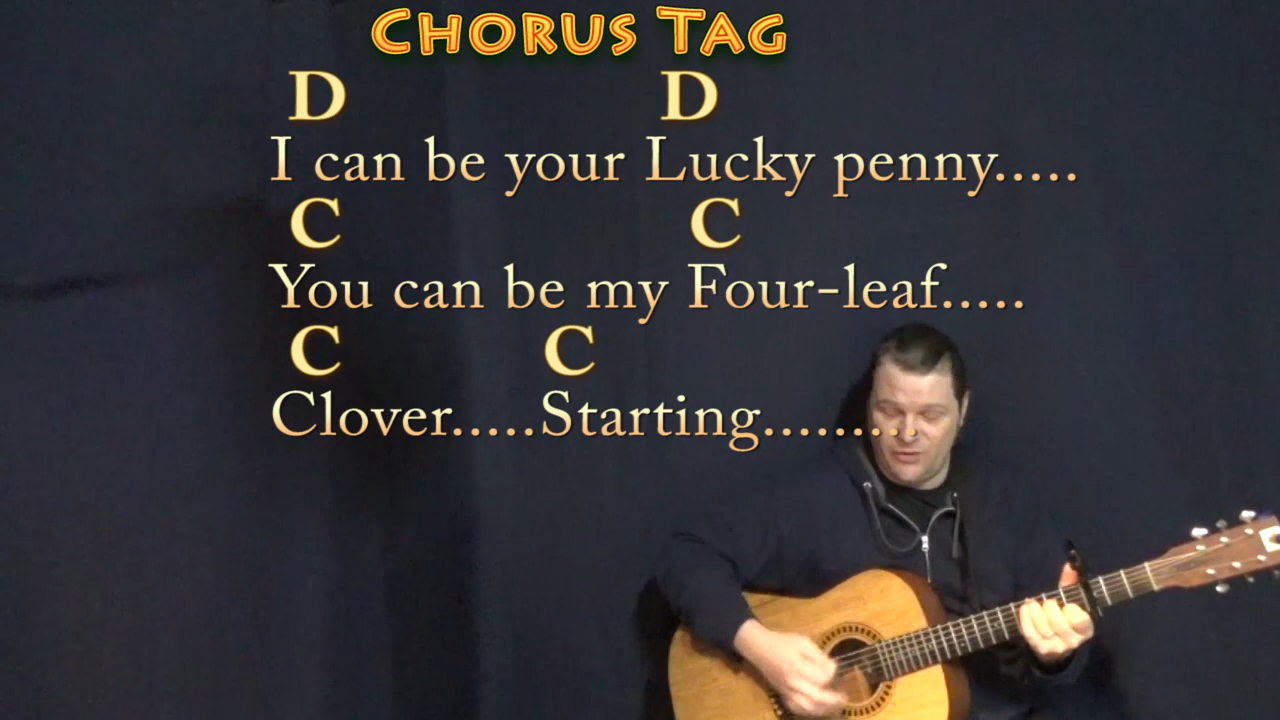 CHORUS TAG
D D
I can be your Lucky penny.....
C C
You can be my Four-leaf.....
C C
Clover.....Starting.........